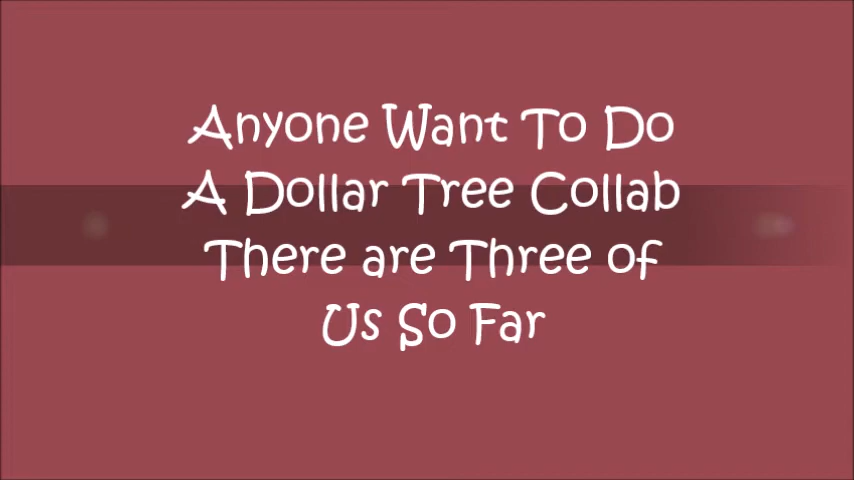 Anyone Want To Do
A Dollar Tree Collab
There are Three of
Us So Far